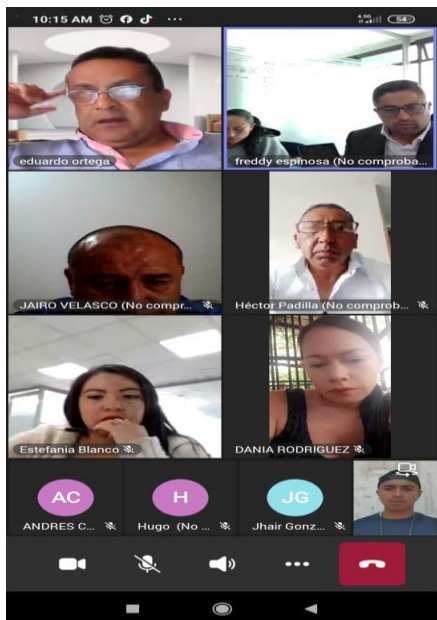 10:15 AM
54
eduardo ortega
freddy espinosa (No comproba...
JAIRO VELASCO (No compr...
Héctor Padilla (No comprob...
Estefania Blanco
DANIA RODRIGUEZ
AC
H
JG
ANDRES C...
Hugo (No ...
Jhair Gonz...